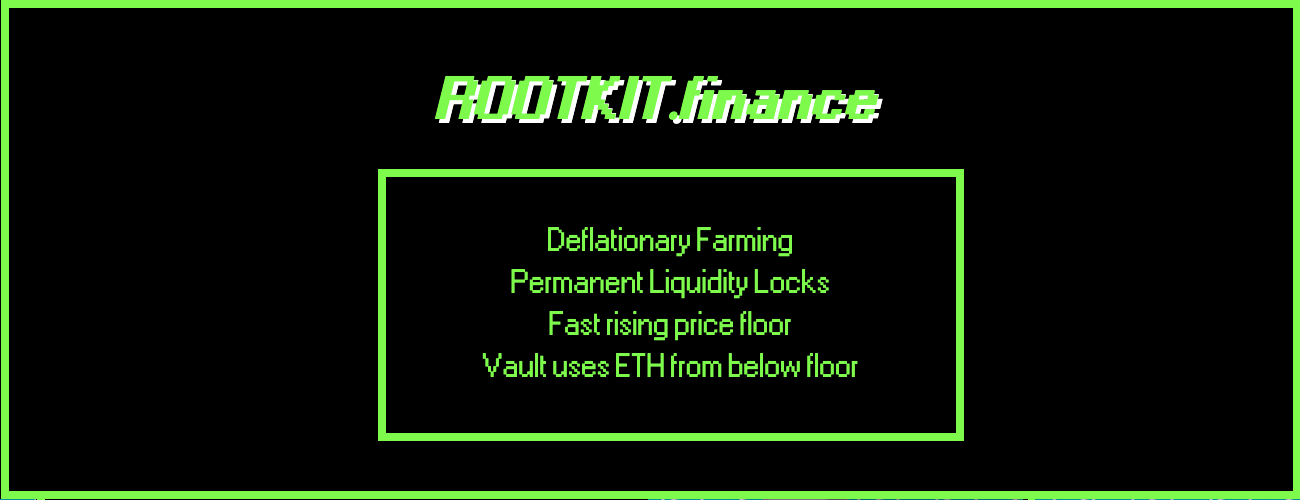 ROOTKIT.finance
Deflationary Farming
Permanent Liquidity Locks
Fast rising price floor
Vault uses ETH from below floor